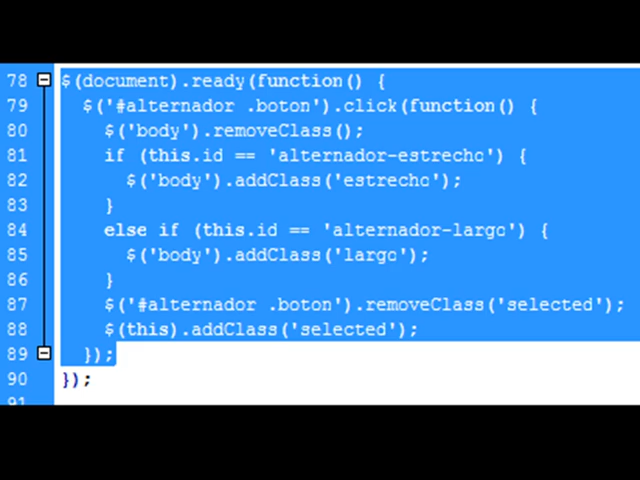 78 $(document).ready(function() {
79 $('#alternador .boton').click(function() {
80 $('body').removeClass();
81 if (this.id == 'alternador-estrecho') {
82 $('body').addClass('estrecho');
83 }
84 else if (this.id == 'alternador-largo') {
85 $('body').addClass('largo');
86 }
87 $('#alternador .boton').removeClass('selected');
88 $(this).addClass('selected');
89 });
90 });
91